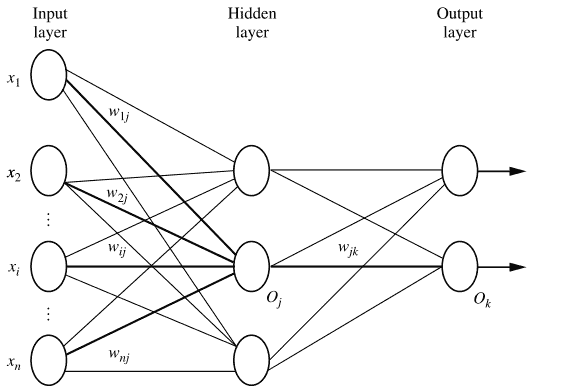 Input
layer
Hidden
layer
Output
layer
x1
w1j
x2
w2j
⋮
xi
wij
wjk
Oj
Ok
⋮
xn
wnj